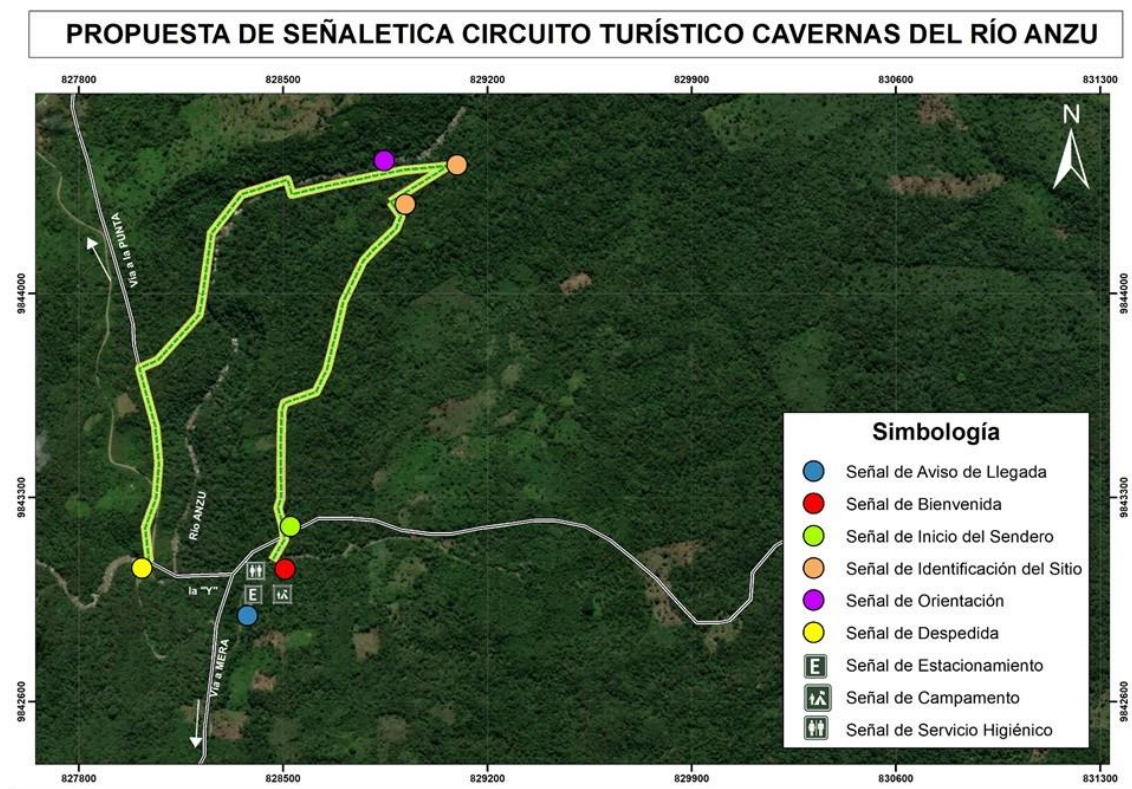 PROPUESTA DE SEÑALETICA CIRCUITO TURÍSTICO CAVERNAS DEL RÍO ANZU
827800
828500
829200
829900
830600
831300
N
Vía a la PUNTA
9844000
9844000
Río ANZU
9843300
9843300
la "Y"
E
Vía a MERA
9842600
9842600
Simbología
Señal de Aviso de Llegada
Señal de Bienvenida
Señal de Inicio del Sendero
Señal de Identificación del Sitio
Señal de Orientación
Señal de Despedida
E Señal de Estacionamiento
Señal de Campamento
Señal de Servicio Higiénico
827800
828500
829200
829900
830600
831300